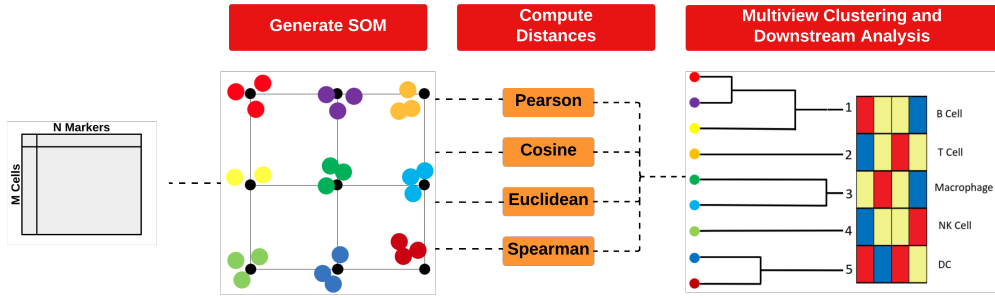 Generate SOM
Compute
Distances
Multiview Clustering and
Downstream Analysis
N Markers
M Cells
Pearson
Cosine
Euclidean
Spearman
1
B Cell
2
T Cell
3
Macrophage
4
NK Cell
5
DC